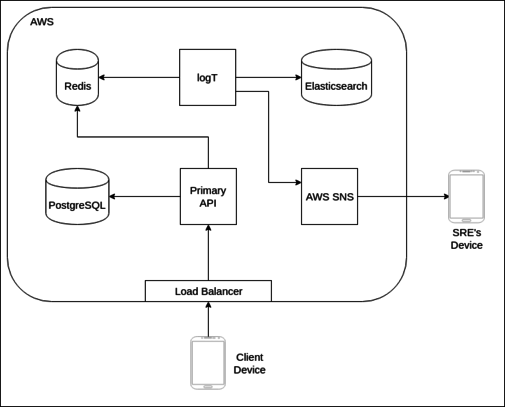 AWS
Redis
logT
Elasticsearch
PostgreSQL
Primary
API
AWS SNS
SRE's
Device
Load Balancer
Client
Device